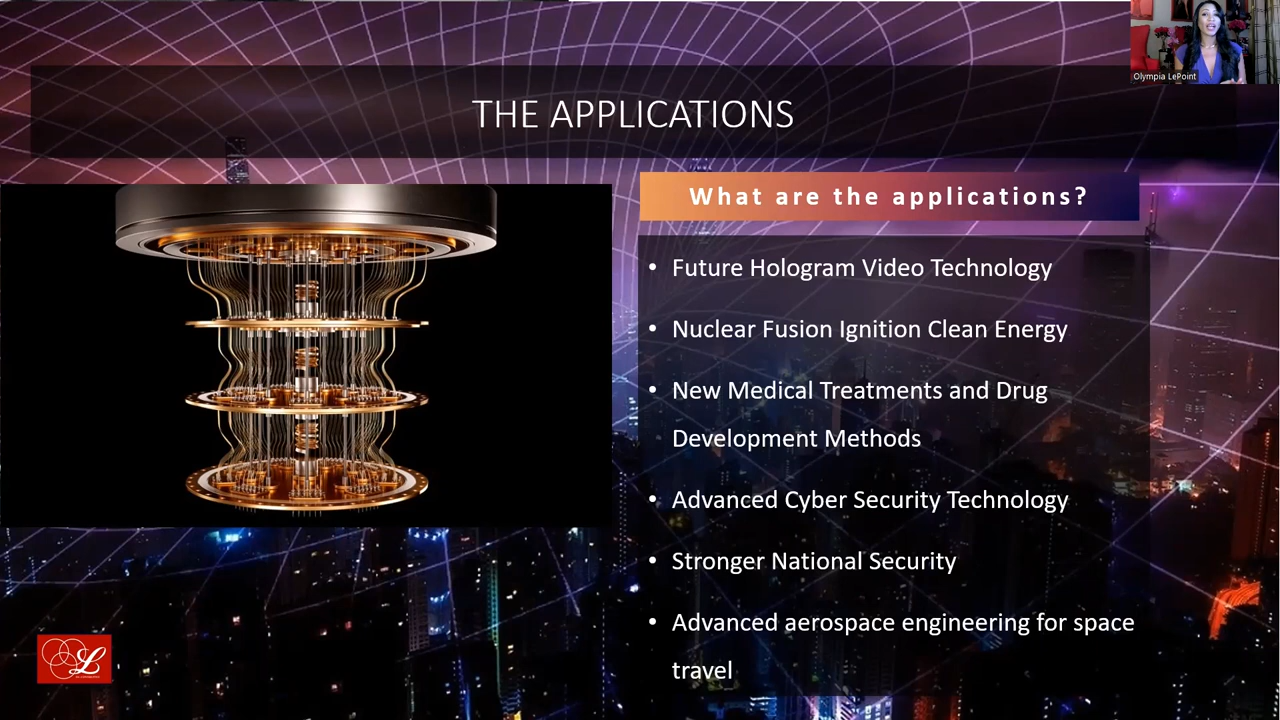 Olympia LePoint
THE APPLICATIONS
What are the applications?
• Future Hologram Video Technology
• Nuclear Fusion Ignition Clean Energy
• New Medical Treatments and Drug
Development Methods
• Advanced Cyber Security Technology
• Stronger National Security
• Advanced aerospace engineering for space
travel
L